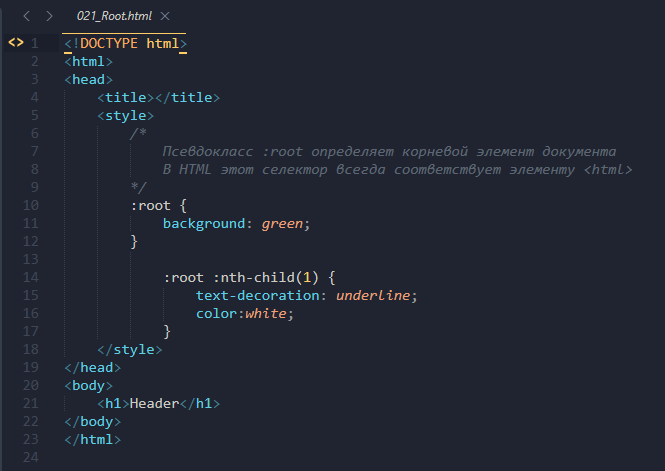 021_Root.html
1 <!DOCTYPE html>
2 <html>
3 <head>
4 <title></title>
5 <style>
6 /*
7 Псевдокласс :root определяет корневой элемент документа
8 В HTML этот селектор всегда соответствует элементу <html>
9 */
10 :root {
11 background: green;
12 }
13
14 :root :nth-child(1) {
15 text-decoration: underline;
16 color:white;
17 }
18 </style>
19 </head>
20 <body>
21 <h1>Header</h1>
22 </body>
23 </html>
24